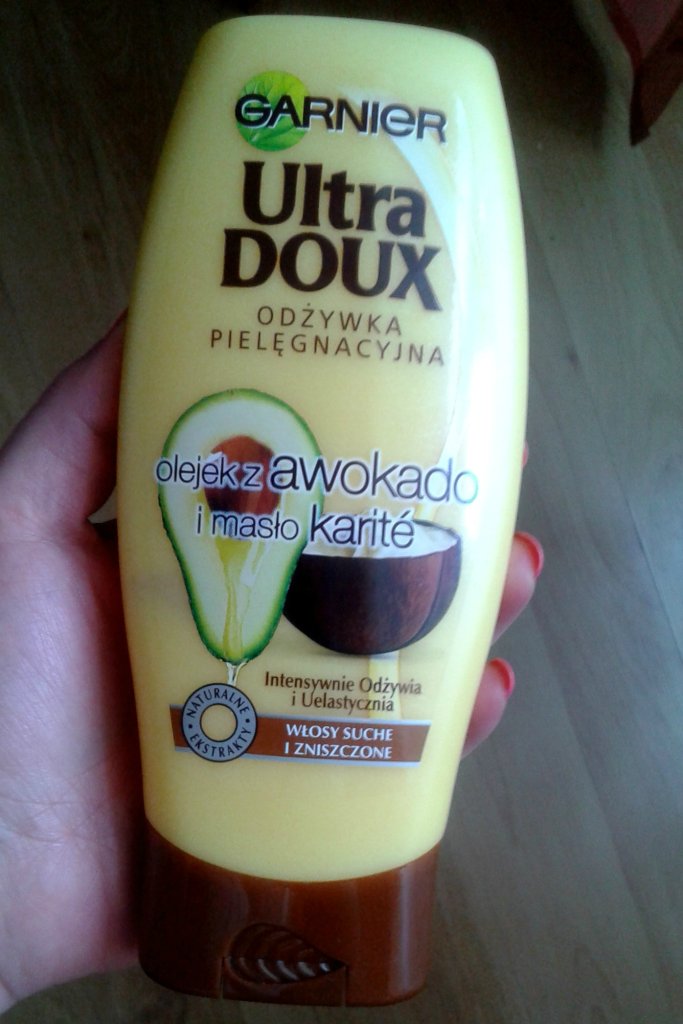 GARNIER
Ultra
DOUX
ODŻYWKA
PIELĘGNACYJNA
olejek z awokado
i masło karité
Intensywnie Odżywia
i Uelastycznia
NATURALNE
EKSTRAKTY
WŁOSY SUCHE
I ZNISZCZONE